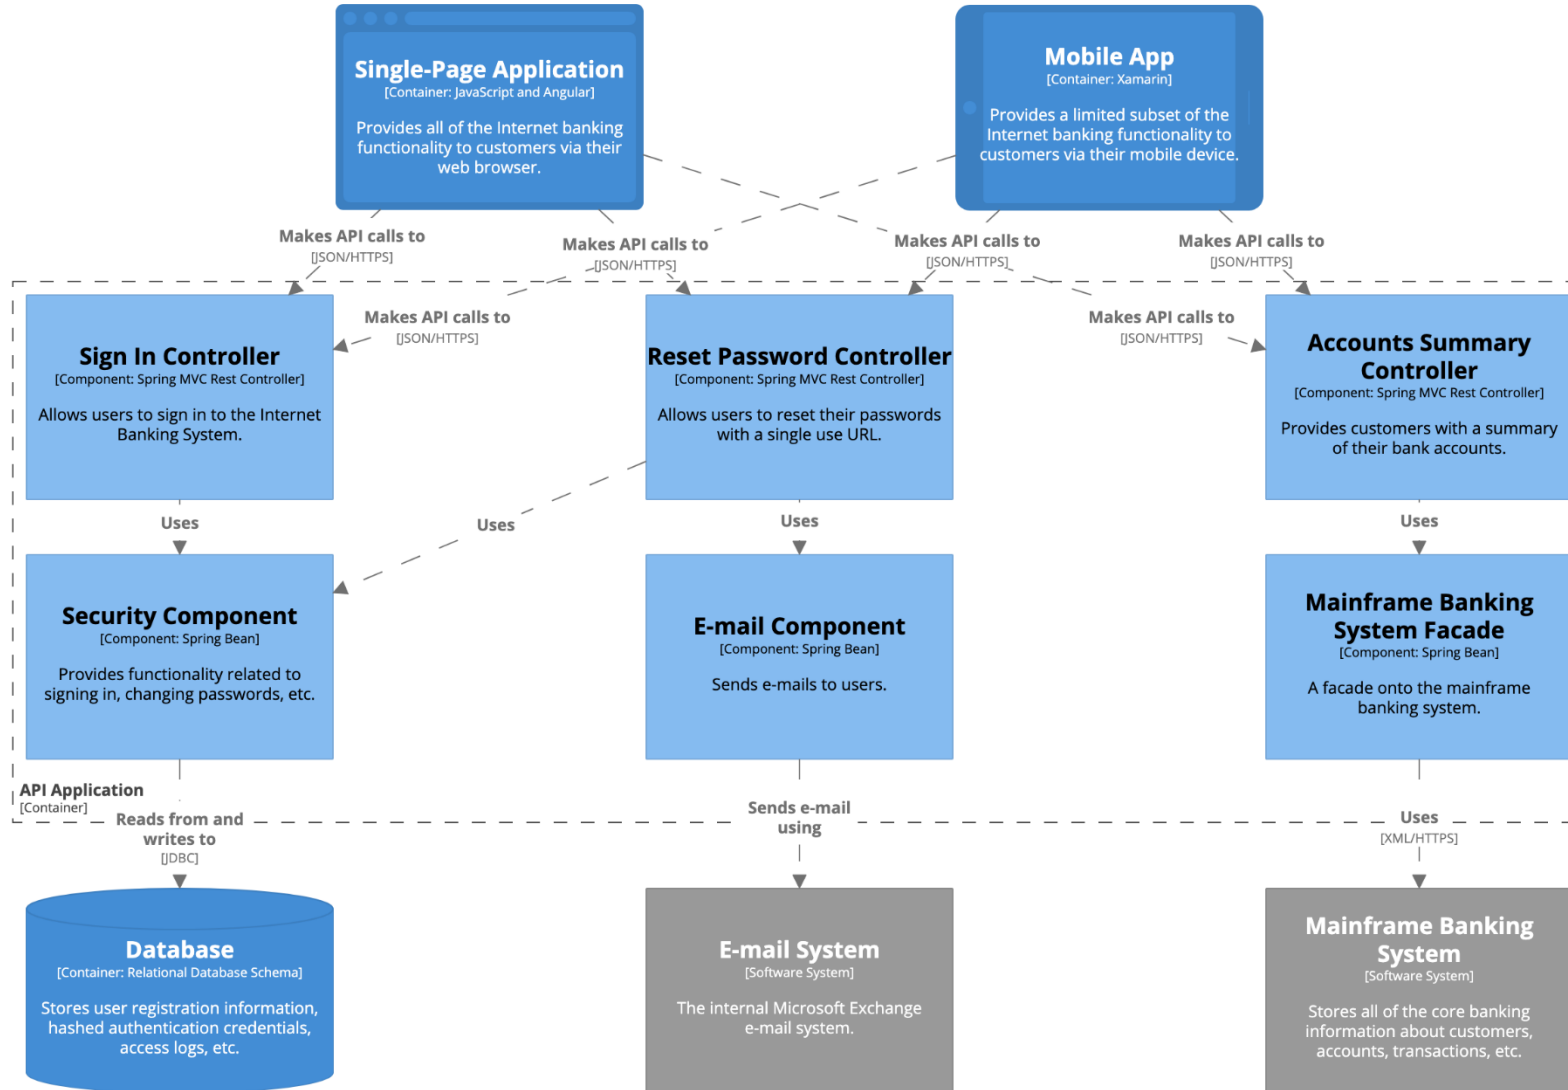 Single-Page Application
[Container: JavaScript and Angular]
Provides all of the Internet banking
functionality to customers via their
web browser.
Mobile App
[Container: Xamarin]
Provides a limited subset of the
Internet banking functionality to
customers via their mobile device.
Makes API calls to
[JSON/HTTPS]
Makes API calls to
[JSON/HTTPS]
Makes API calls to
[JSON/HTTPS]
Makes API calls to
[JSON/HTTPS]
Makes API calls to
[JSON/HTTPS]
Makes API calls to
[JSON/HTTPS]
Sign In Controller
[Component: Spring MVC Rest Controller]
Allows users to sign in to the Internet
Banking System.
Reset Password Controller
[Component: Spring MVC Rest Controller]
Allows users to reset their passwords
with a single use URL.
Accounts Summary
Controller
[Component: Spring MVC Rest Controller]
Provides customers with a summary
of their bank accounts.
Uses
Uses
Uses
Uses
Security Component
[Component: Spring Bean]
Provides functionality related to
signing in, changing passwords, etc.
E-mail Component
[Component: Spring Bean]
Sends e-mails to users.
Mainframe Banking
System Facade
[Component: Spring Bean]
A facade onto the mainframe
banking system.
API Application
[Container]
Reads from and
writes to
[JDBC]
Sends e-mail
using
Uses
[XML/HTTPS]
Database
[Container: Relational Database Schema]
Stores user registration information,
hashed authentication credentials,
access logs, etc.
E-mail System
[Software System]
The internal Microsoft Exchange
e-mail system.
Mainframe Banking
System
[Software System]
Stores all of the core banking
information about customers,
accounts, transactions, etc.